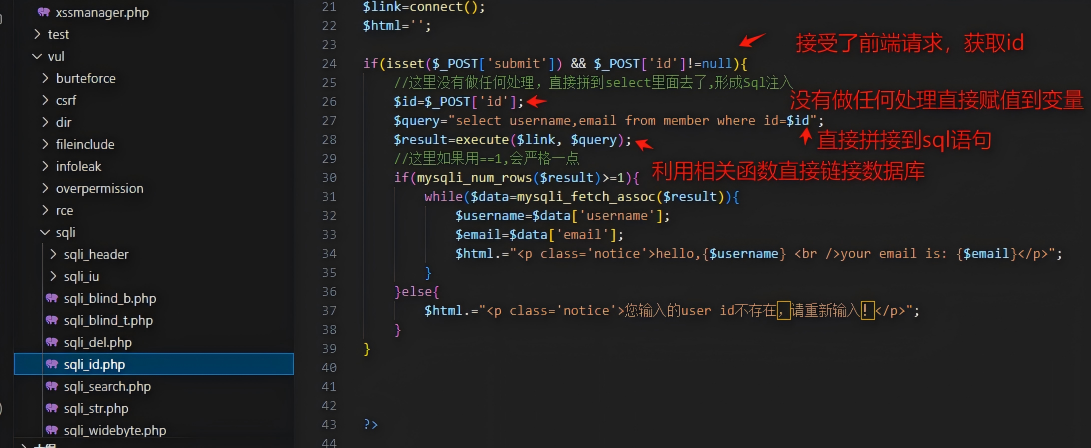 xssmanager.php
test
vul
burteforce
csrf
dir
fileinclude
infoleak
overpermission
rce
sqli
sqli_header
sqli_iu
sqli_blind_b.php
sqli_blind_t.php
sqli_del.php
sqli_id.php
sqli_search.php
sqli_str.php
sqli_widebyte.php
21 $link=connect();
22 $html='';
23
接受了前端请求，获取id
24 if(isset($_POST['submit']) && $_POST['id']!=null){
25 //这里没有做任何处理，直接拼到select里面去了,形成Sql注入
26 $id=$_POST['id'];
没有做任何处理直接赋值到变量
27 $query="select username,email from member where id=$id";
直接拼接到sql语句
28 $result=execute($link, $query);
29 //这里如果用==1,会严格一点
利用相关函数直接链接数据库
30 if(mysqli_num_rows($result)>=1){
31 while($data=mysqli_fetch_assoc($result)){
32 $username=$data['username'];
33 $email=$data['email'];
34 $html.="<p class='notice'>hello,{$username} <br />your email is: {$email}</p>";
35 }
36 }else{
37 $html.="<p class='notice'>您输入的user id不存在，请重新输入！</p>";
38 }
39 }
40
41
42
43 ?>
44